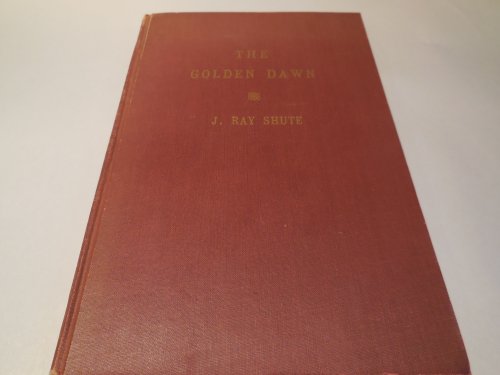 THE
GOLDEN DAWN
J. RAY SHUTE